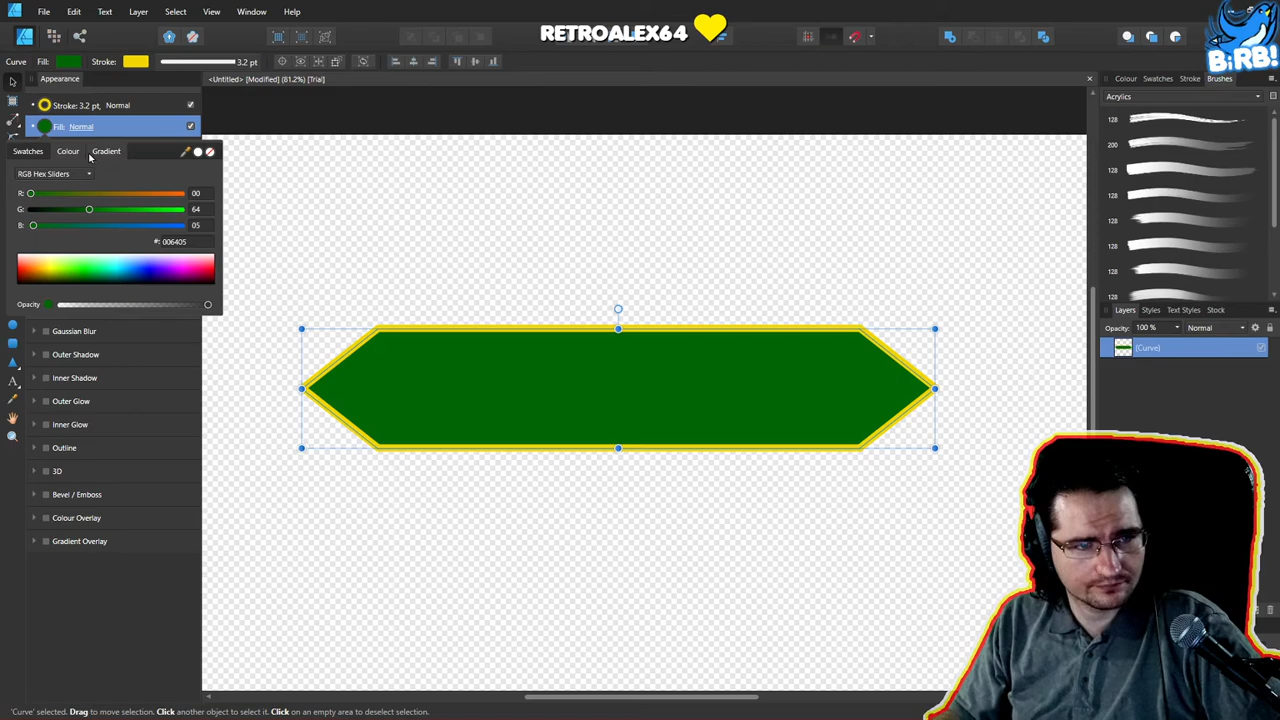 File Edit Text Layer Select View Window Help
RETROALEX64
BiRB!
Curve Fill: Stroke: 3.2 pt
Appearance
<Untitled> [Modified] (81.2%) [Trial]
Colour Swatches Stroke Brushes
Stroke: 3.2 pt, Normal
Fill: Normal
Acrylics
128
200
128
128
128
128
128
Swatches Colour Gradient
RGB Hex Sliders
R: 00
G: 64
B: 05
#: 006405
Opacity
Layers Styles Text Styles Stock
Opacity: 100 % Normal
(Curve)
Gaussian Blur
Outer Shadow
Inner Shadow
Outer Glow
Inner Glow
Outline
3D
Bevel / Emboss
Colour Overlay
Gradient Overlay
'Curve' selected. Drag to move selection. Click another object to select it. Click on an empty area to deselect selection.